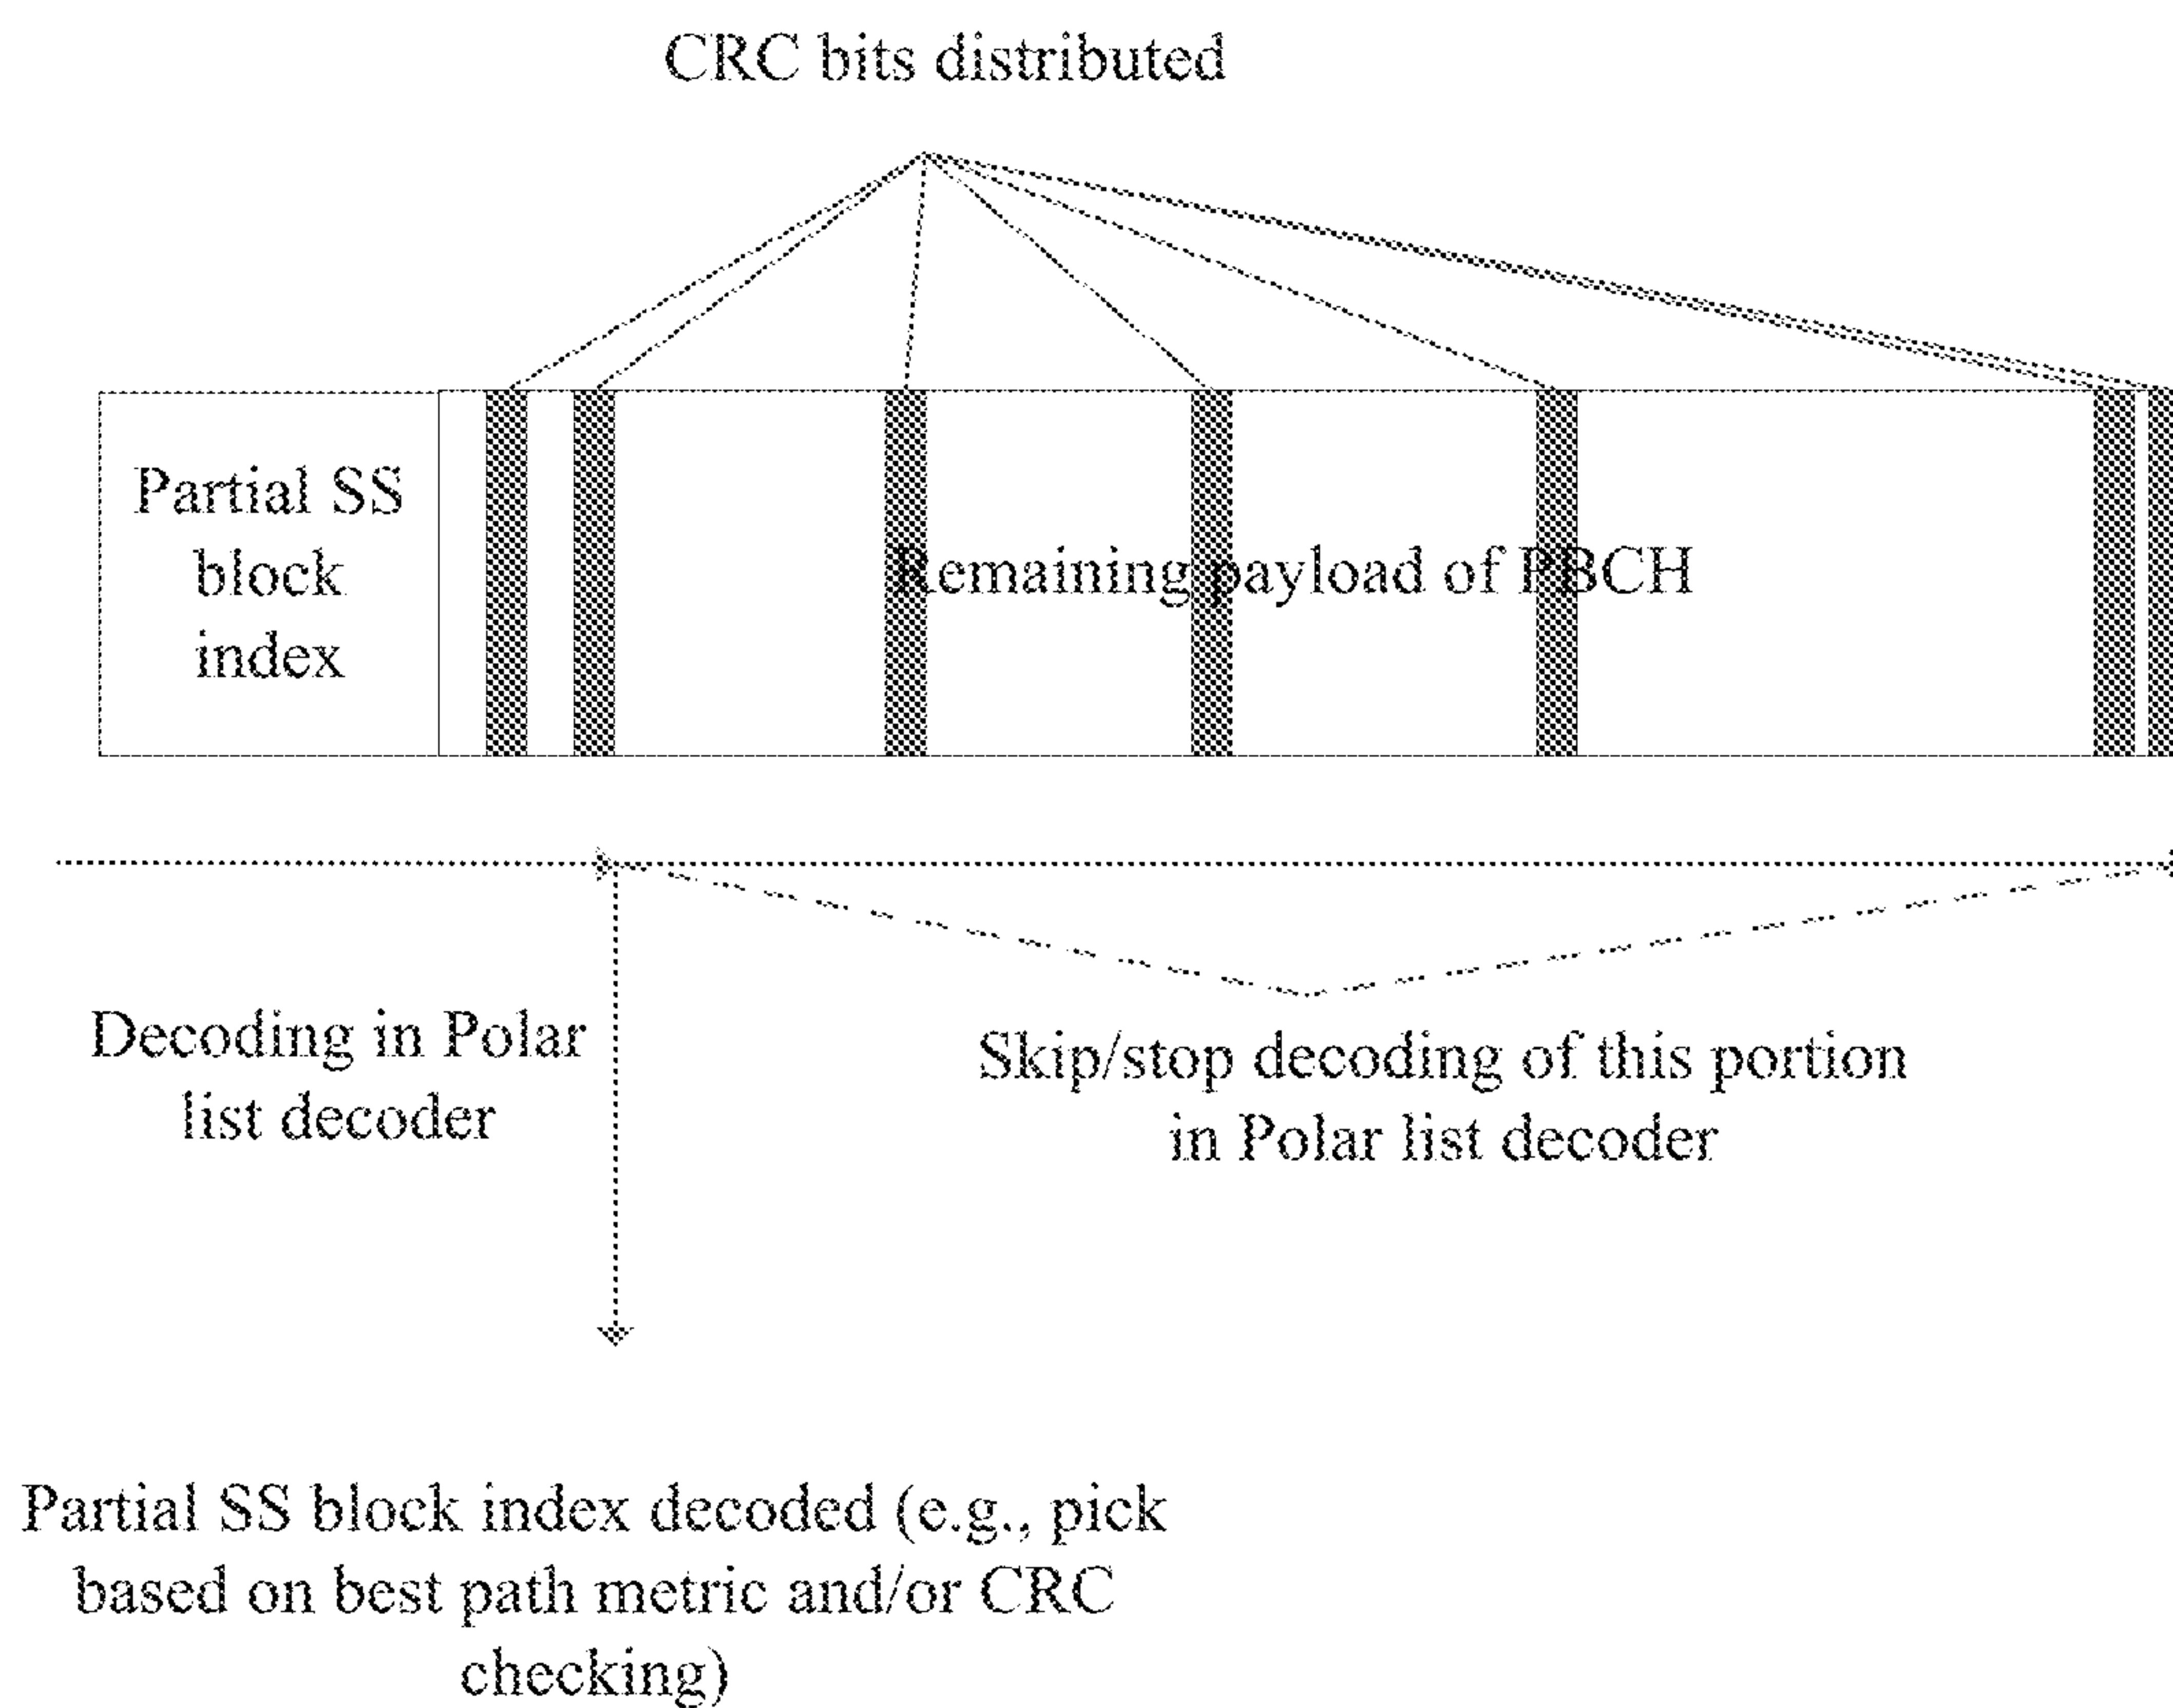 CRC bits distributed
Partial SS
block
index
Remaining payload of PBCH
Decoding in Polar
list decoder
Skip/stop decoding of this portion
in Polar list decoder
Partial SS block index decoded (e.g., pick
based on best path metric and/or CRC
checking)